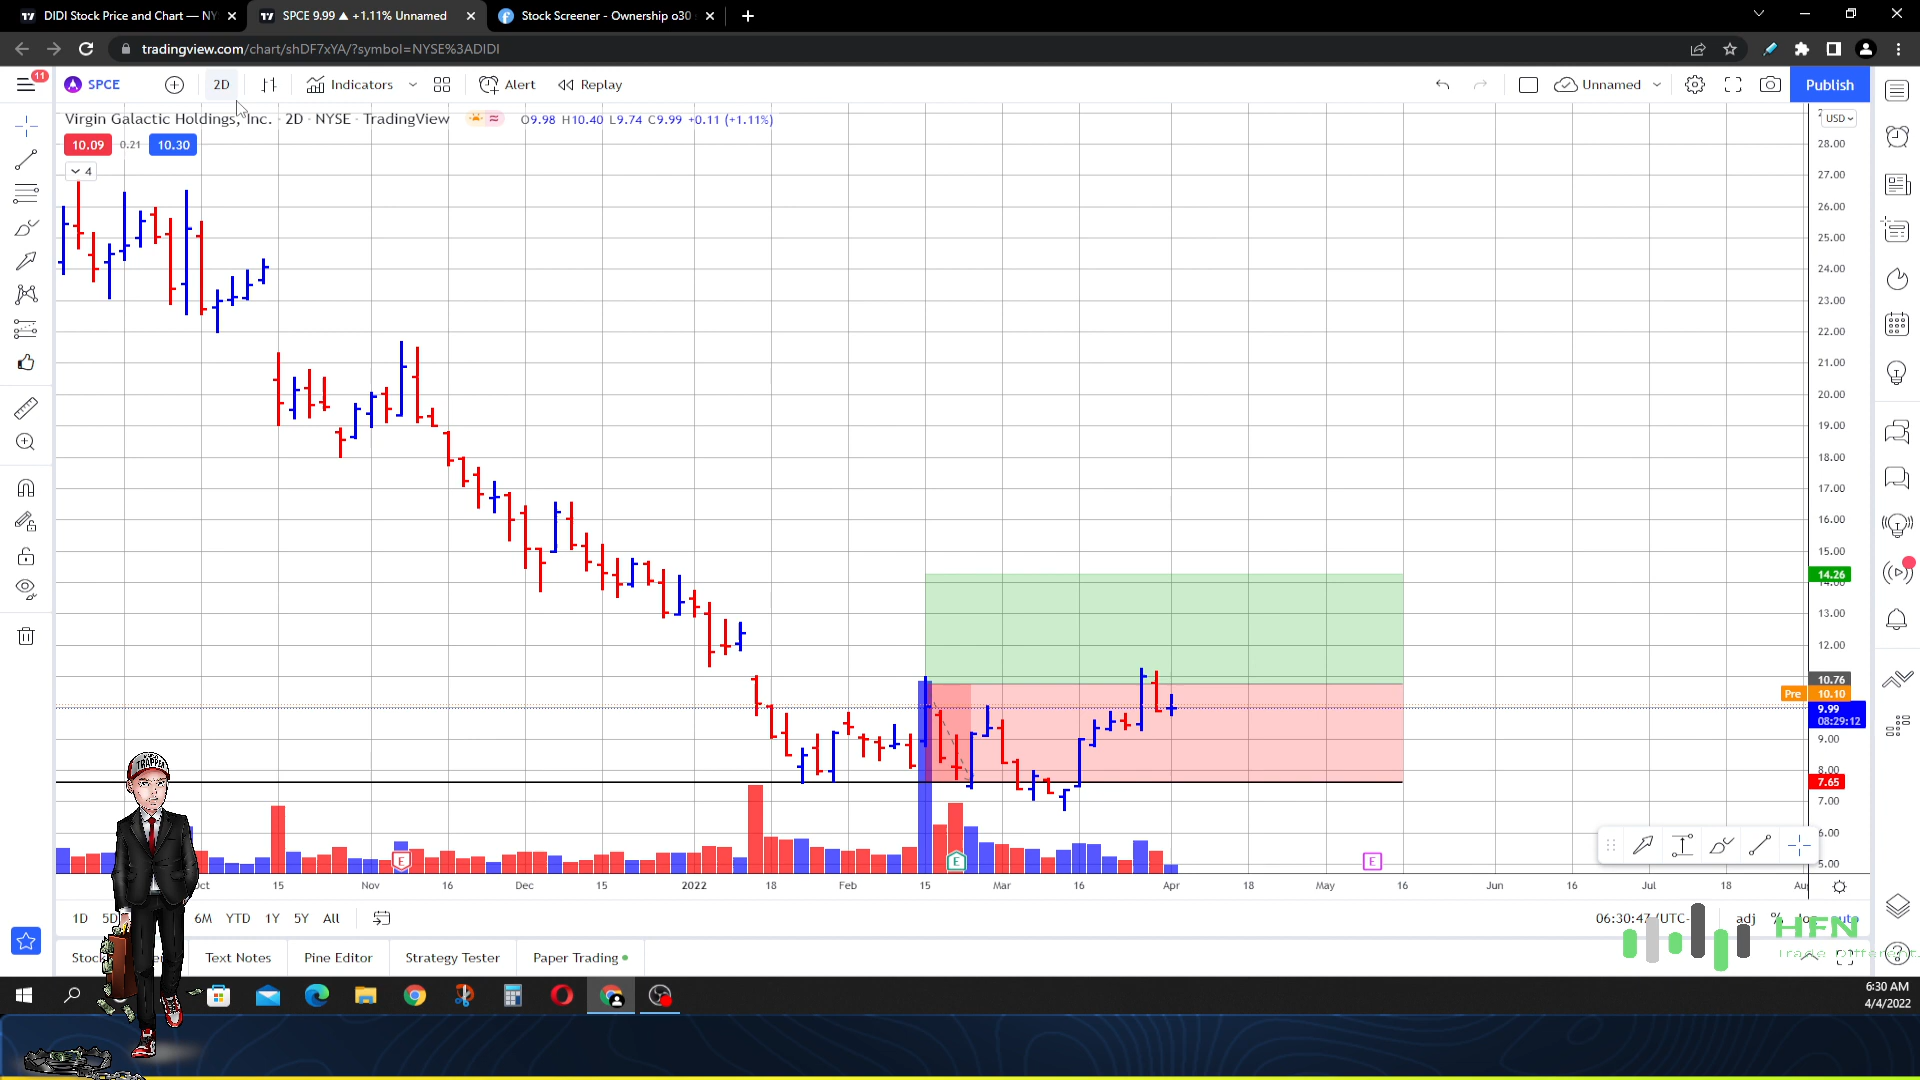 DIDI Stock Price and Chart — NY
SPCE 9.99 ▲ +1.11% Unnamed
Stock Screener - Ownership o30
tradingview.com/chart/shDF7xYA/?symbol=NYSE%3ADIDI
11
SPCE
2D
Indicators
Alert
Replay
Unnamed
Publish
Virgin Galactic Holdings, Inc. · 2D · NYSE · TradingView
O9.98 H10.40 L9.74 C9.99 +0.11 (+1.11%)
USD
10.09
0.21
10.30
4
28.00
27.00
26.00
25.00
24.00
23.00
22.00
21.00
20.00
19.00
18.00
17.00
16.00
15.00
14.26
13.00
12.00
10.76
Pre 10.10
9.99
08:29:12
9.00
8.00
7.65
7.00
6.00
5.00
E
E
E
TRAPPER
Oct
15
Nov
16
Dec
15
2022
18
Feb
15
Mar
16
Apr
18
May
16
Jun
16
Jul
18
1D
5D
6M
YTD
1Y
5Y
All
06:30:47 (UTC-
adj
%
log
auto
HFN
Trade Different.
Text Notes
Pine Editor
Strategy Tester
Paper Trading
6:30 AM
4/4/2022